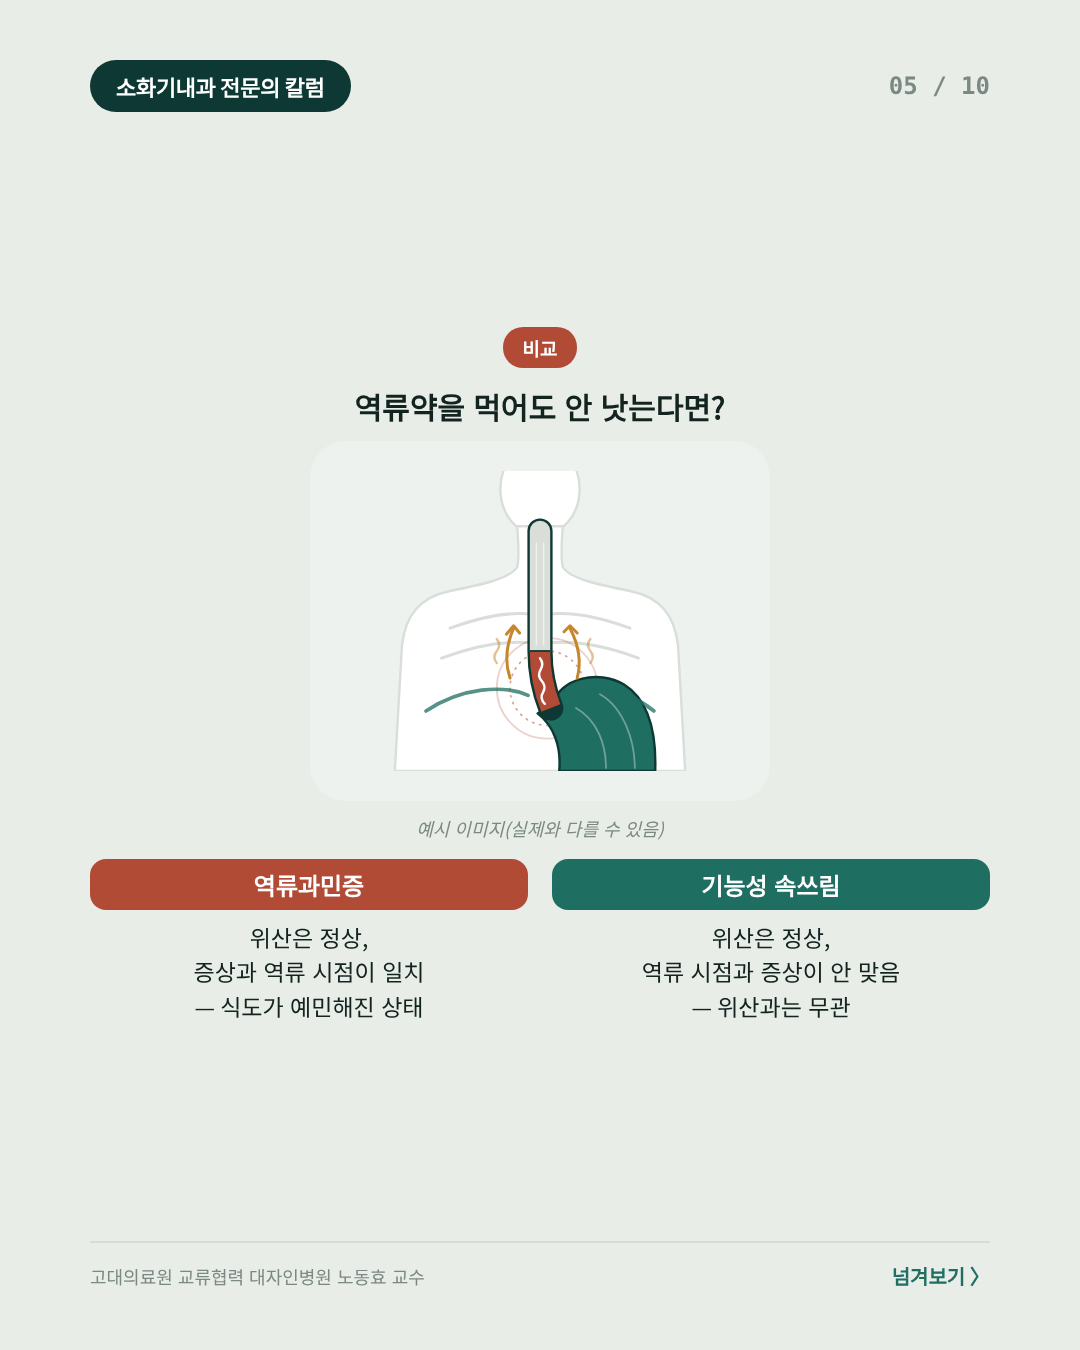 소화기내과 전문의 칼럼
05 / 10
비교
역류약을 먹어도 안 낫는다면?
예시 이미지(실제와 다를 수 있음)
역류과민증
위산은 정상,
증상과 역류 시점이 일치
— 식도가 예민해진 상태
기능성 속쓰림
위산은 정상,
역류 시점과 증상이 안 맞음
— 위산과는 무관
고대의료원 교류협력 대자인병원 노동효 교수
넘겨보기 〉